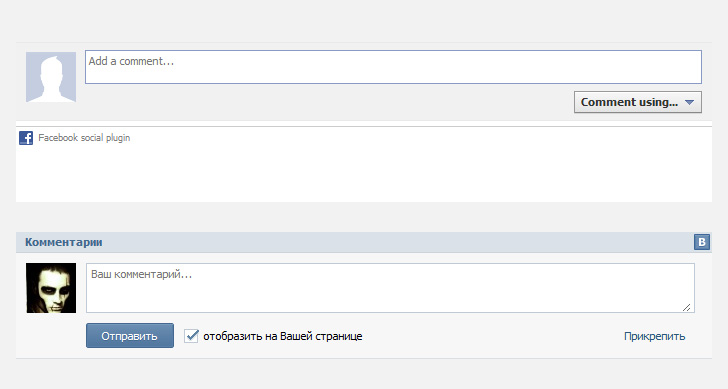 Add a comment...
Comment using...
Facebook social plugin
Комментарии
B
Ваш комментарий...
Отправить
отобразить на Вашей странице
Прикрепить